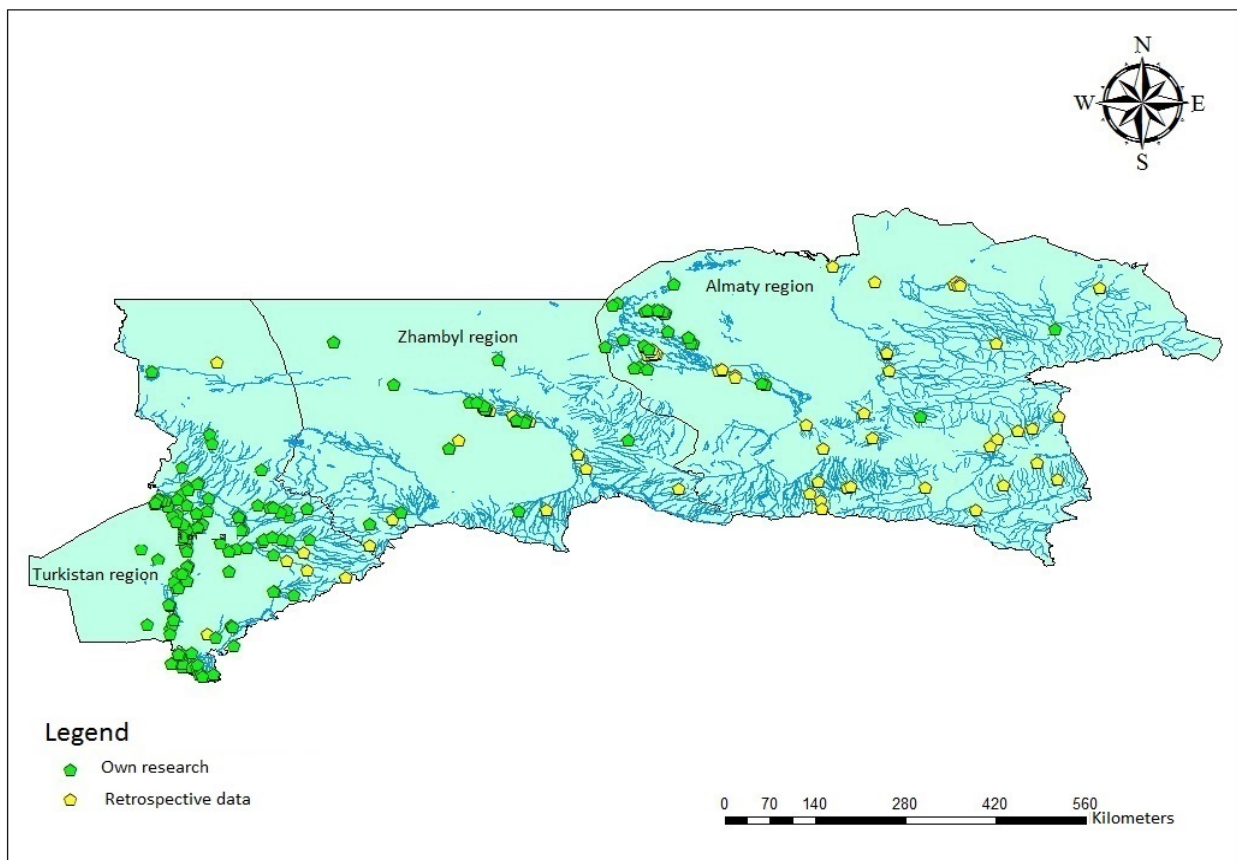 N
W E
S
Almaty region
Zhambyl region
Turkistan region
Legend
Own research
Retrospective data
0 70 140 280 420 560
Kilometers